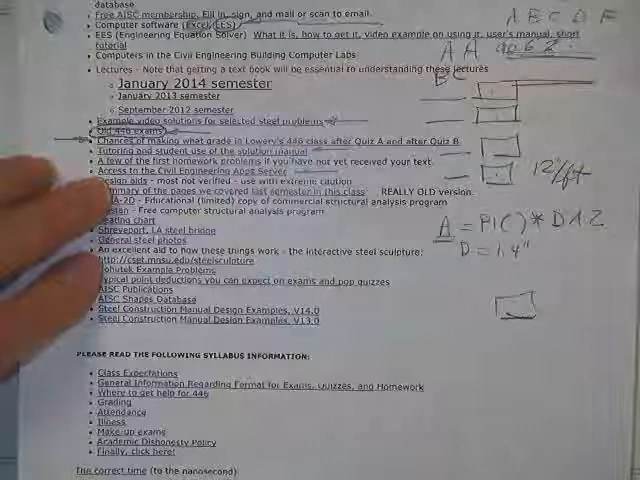 database
Free AISC membership. Fill in, sign, and mail or scan to email.
Computer software (Excel, EES)
EES (Engineering Equation Solver) What is it, how to get it, video example on using it, user's manual, short
tutorial
Computers in the Civil Engineering Building Computer Labs
Lectures - Note that getting a text book will be essential to understanding these lectures
January 2014 semester
January 2013 semester
September 2012 semester
Example video solutions for selected steel problems
Old 446 exams
Chances of making what grade in Lowery's 446 class after Quiz A and after Quiz B
Tutorial and student use of the solution manual
A few of the first homework problems if you have not yet received your text
Access to the Civil Engineering Apps Server
Design aids - most not verified - use with extreme caution
mmary of the pages we covered last semester in this class REALLY OLD version.
A-2D - Educational (limited) copy of commercial structural analysis program
stan - Free computer structural analysis program
eating chart
Shreveport, LA steel bridge
General steel photos
An excellent aid to how these things work - the interactive steel sculpture:
http://cset.mnsu.edu/steelsculpture
ohutek Example Problems
ypical point deductions you can expect on exams and pop quizzes
AISC Publications
AISC Shapes Database
Steel Construction Manual Design Examples, V14.0
Steel Construction Manual Design Examples, V13.0
PLEASE READ THE FOLLOWING SYLLABUS INFORMATION:
Class Expectations
General Information Regarding Format for Exams, Quizzes, and Homework
Where to get help for 446
Grading
Attendance
Illness
Make-up exams
Academic Dishonesty Policy
Finally, click here!
The correct time (to the nanosecond)
A B C D E
A A 9062
B C
12"/ft
A = PI( ) * D^2
D = 1.4"